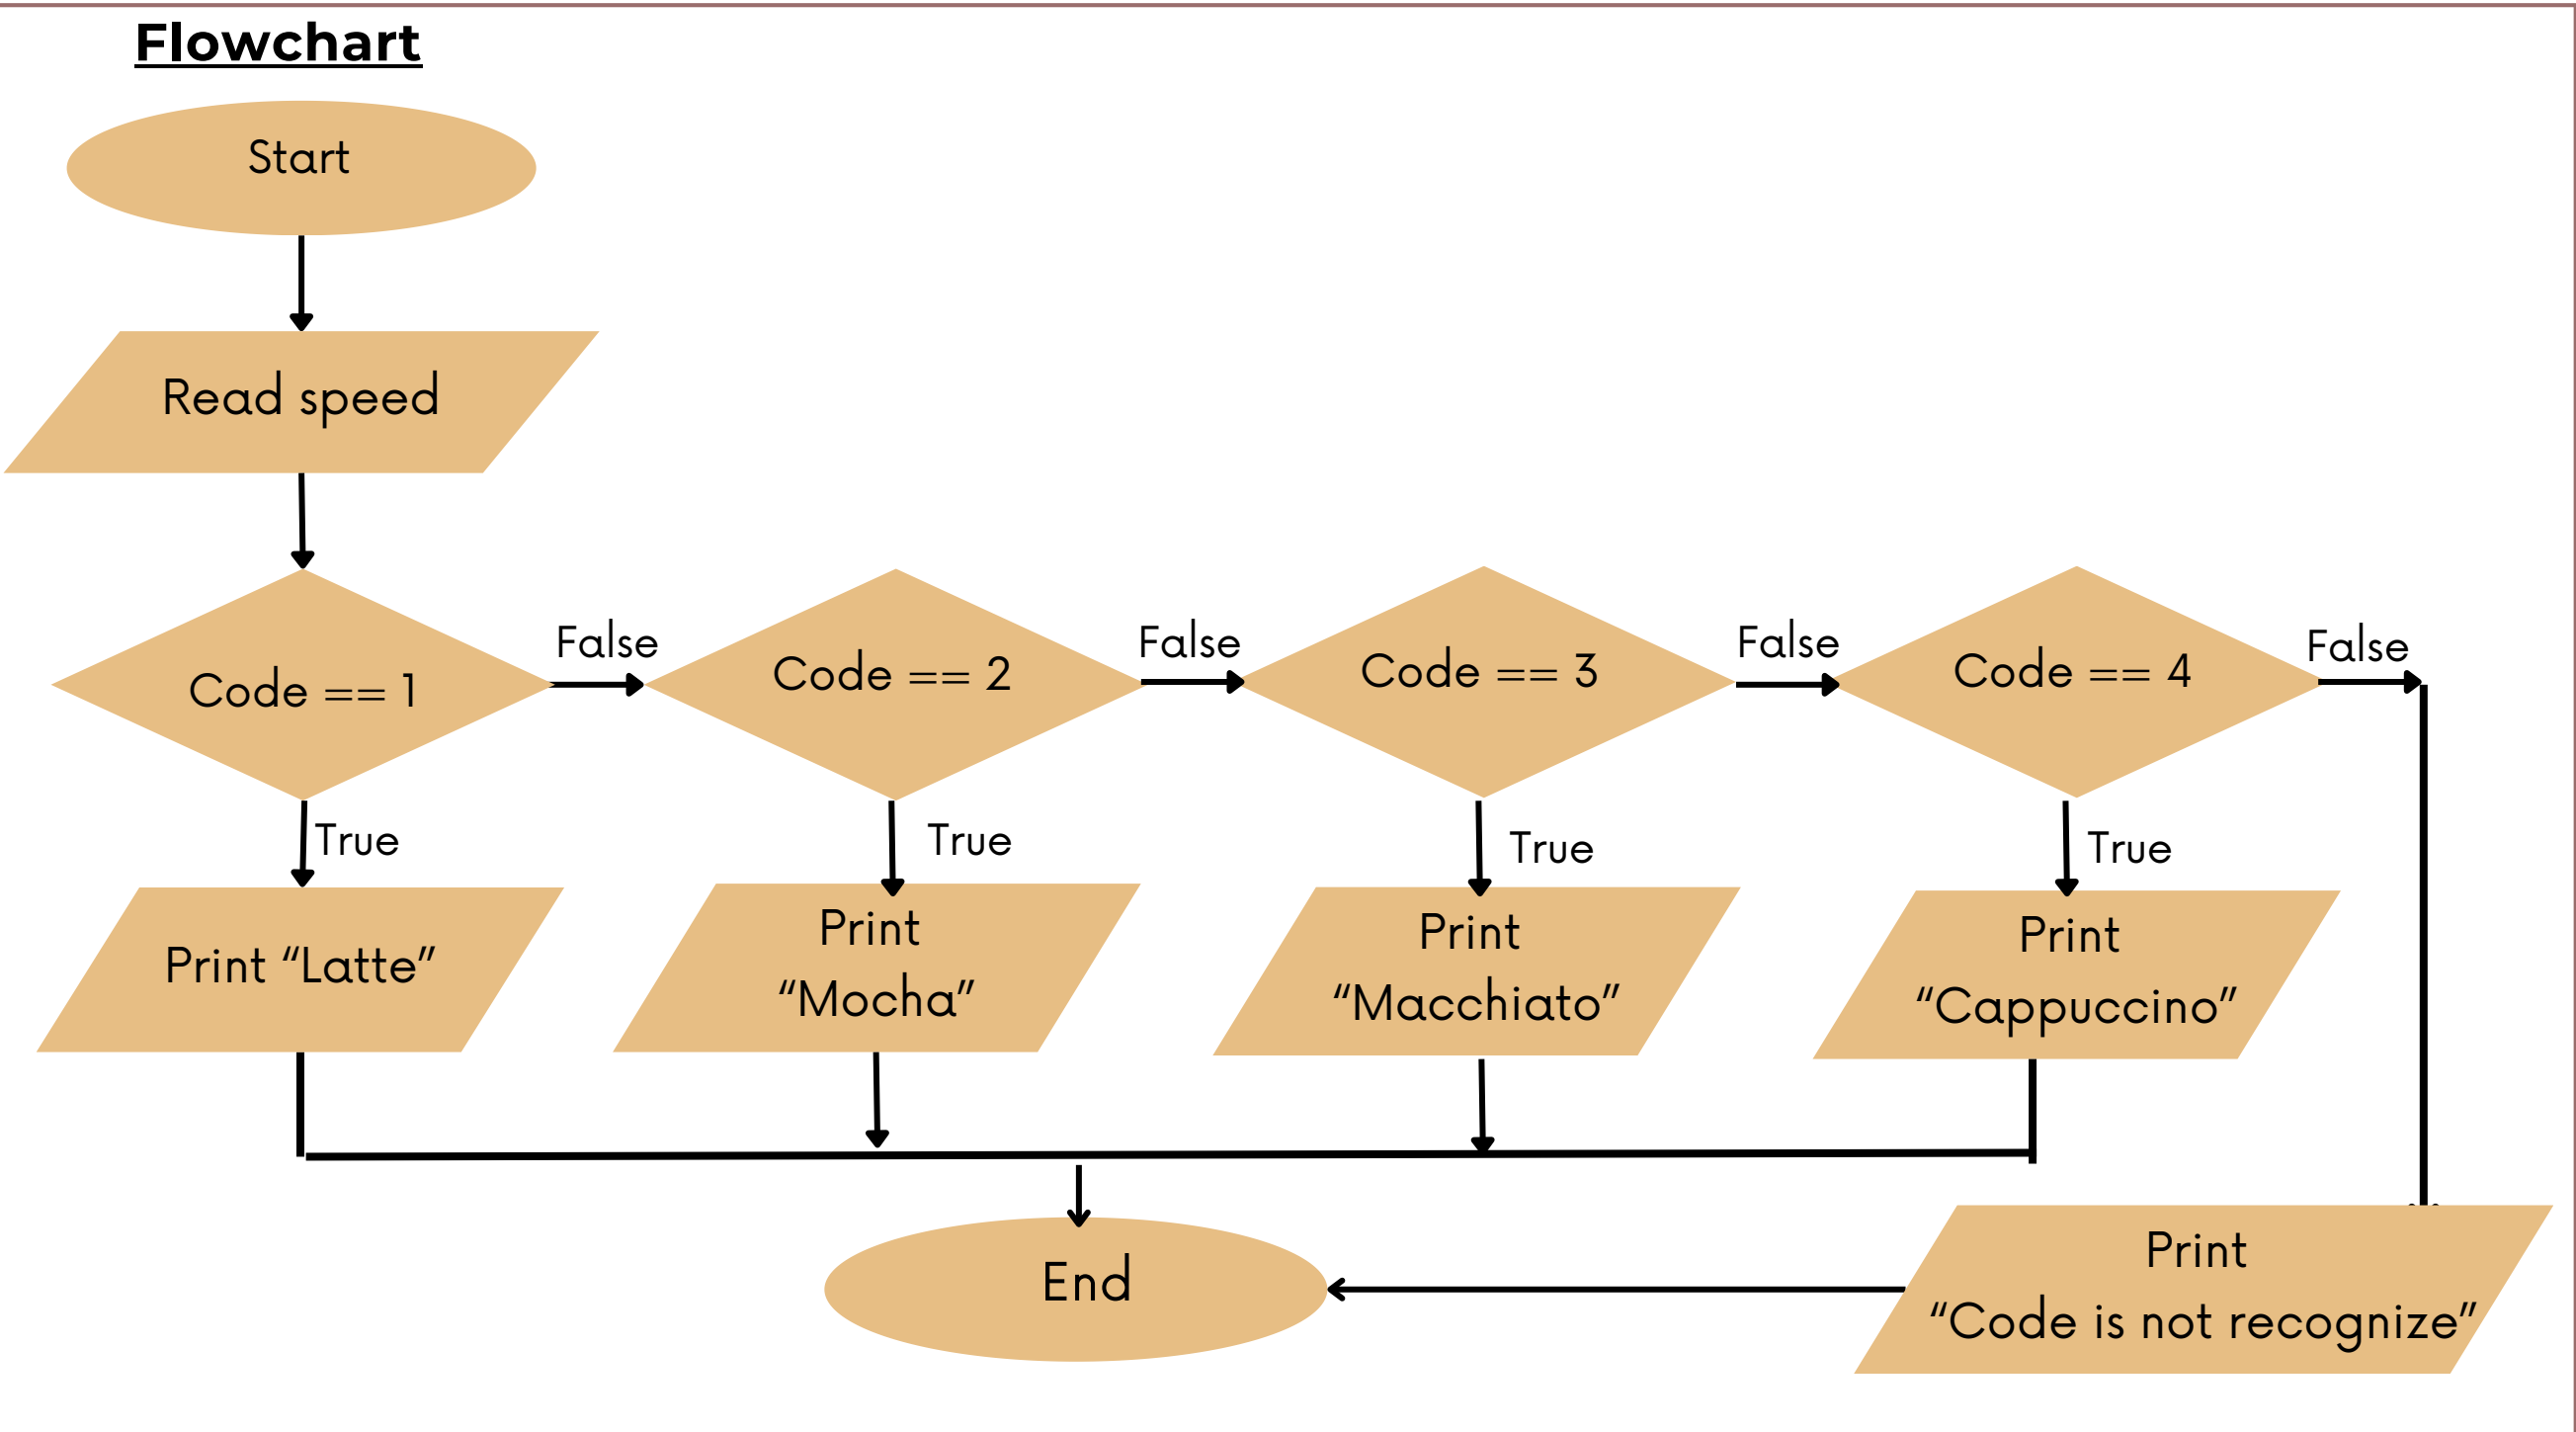 Flowchart
Start
Read speed
Code == 1
False
Code == 2
False
Code == 3
False
Code == 4
False
True
True
True
True
Print “Latte”
Print
“Mocha”
Print
“Macchiato”
Print
“Cappuccino”
End
Print
“Code is not recognize”